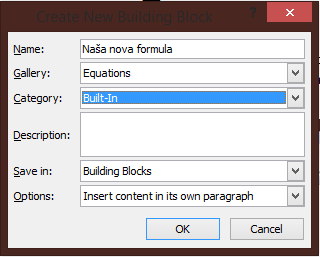 Create New Building Block
?
Name: Naša nova formula
Gallery: Equations
Category: Built-In
Description:
Save in: Building Blocks
Options: Insert content in its own paragraph
OK Cancel